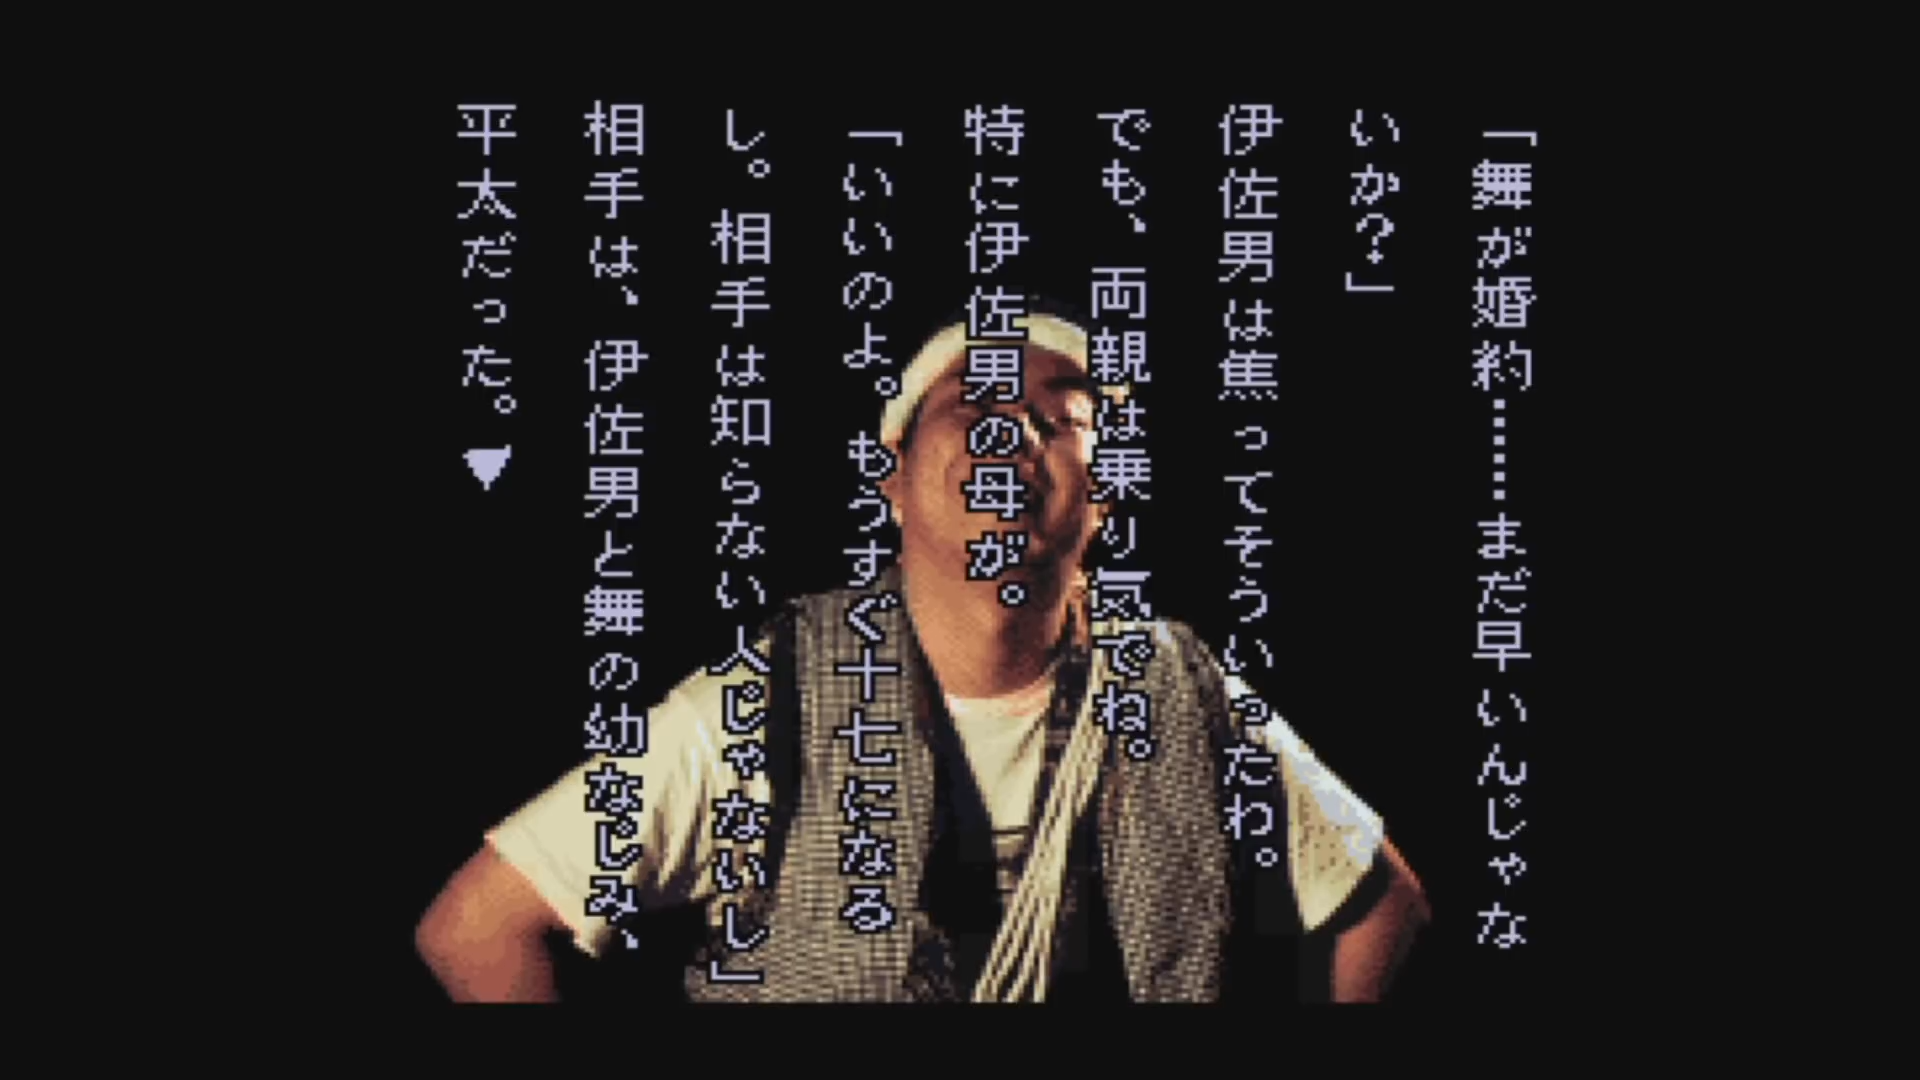 「舞が婚約……まだ早いんじゃな
いか？」
伊佐男は焦ってそういったわ。
でも、両親は乗り気でね。
特に伊佐男の母が。
「いいのよ。もうすぐ十七になる
し。相手は知らない人じゃないし」
相手は、伊佐男と舞の幼なじみ、
平太だった。▼